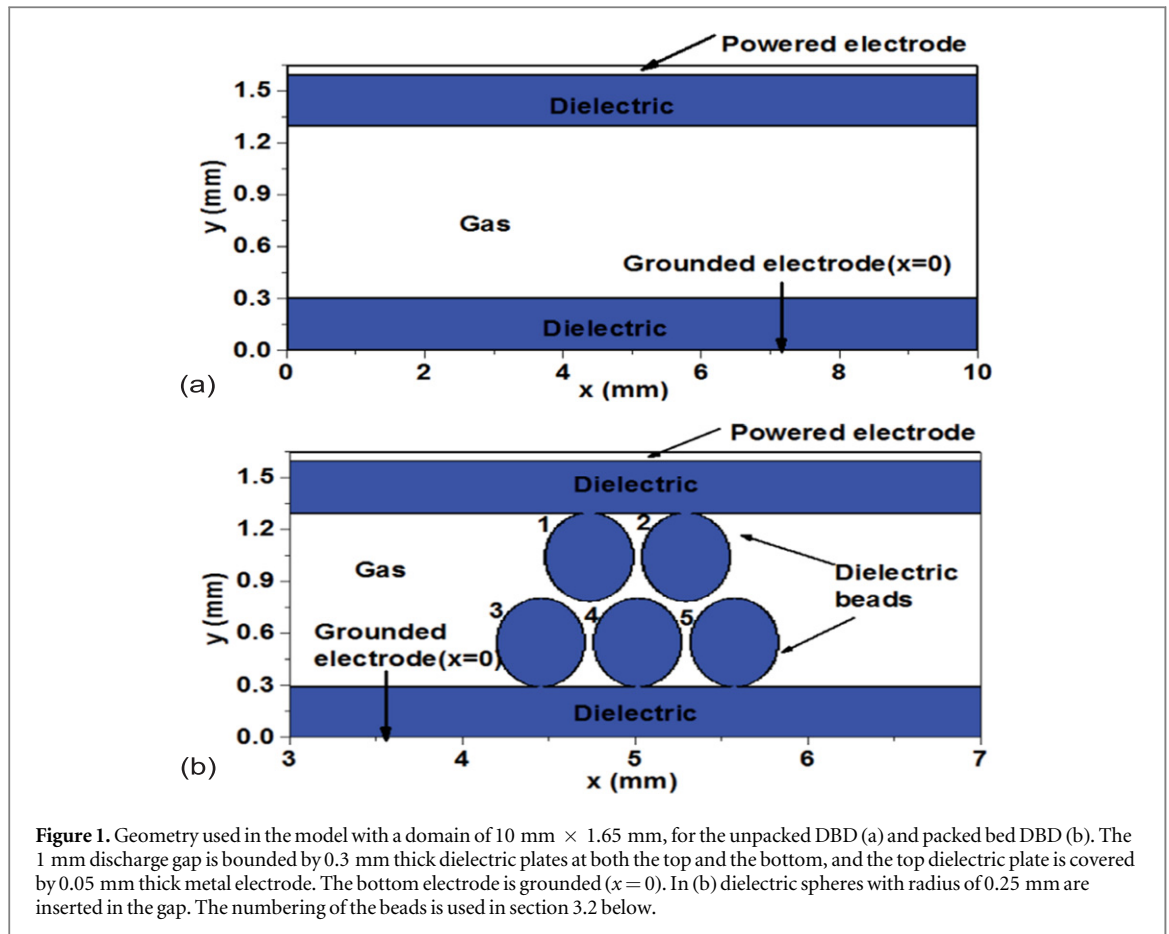 Powered electrode
1.5
Dielectric
1.2
y (mm)
0.9
Gas
0.6
Grounded electrode(x=0)
0.3
Dielectric
0.0
0 2 4 6 8 10
(a)
x (mm)
Powered electrode
1.5
Dielectric
1.2
1 2
Gas
0.9
Dielectric
beads
y (mm)
0.6
3 4 5
Grounded
electrode(x=0)
0.3
Dielectric
0.0
3 4 5 6 7
(b)
x (mm)
Figure 1. Geometry used in the model with a domain of 10 mm × 1.65 mm, for the unpacked DBD (a) and packed bed DBD (b). The
1 mm discharge gap is bounded by 0.3 mm thick dielectric plates at both the top and the bottom, and the top dielectric plate is covered
by 0.05 mm thick metal electrode. The bottom electrode is grounded (x = 0). In (b) dielectric spheres with radius of 0.25 mm are
inserted in the gap. The numbering of the beads is used in section 3.2 below.